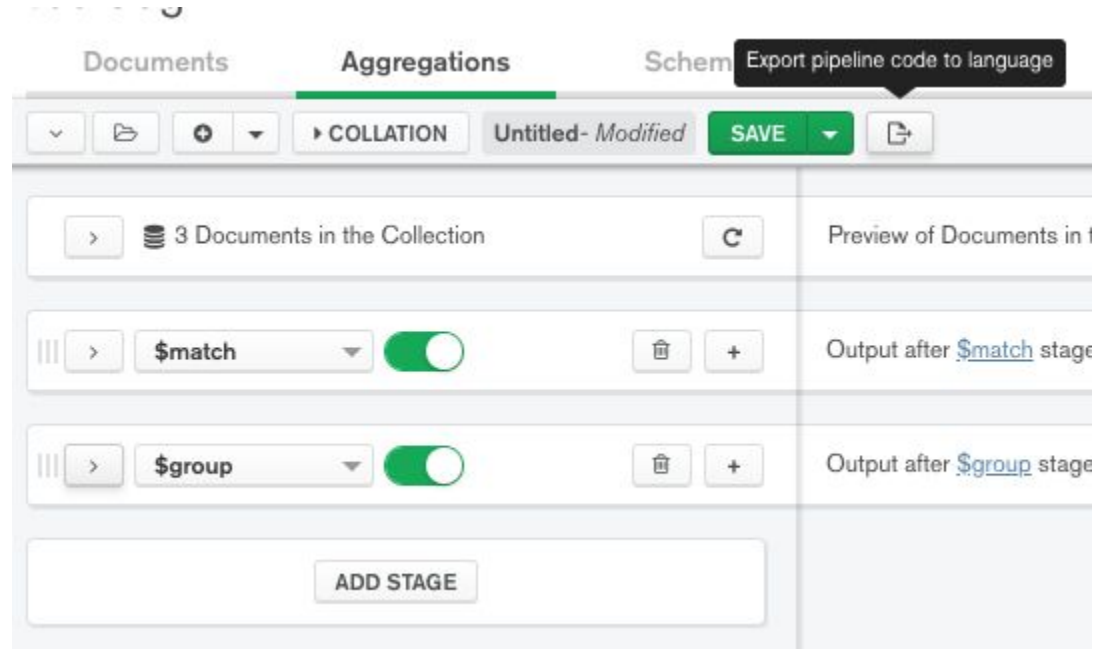 Documents Aggregations Schem Export pipeline code to language
COLLATION Untitled- Modified SAVE
3 Documents in the Collection Preview of Documents in t
$match Output after $match stage
$group Output after $group stage
ADD STAGE